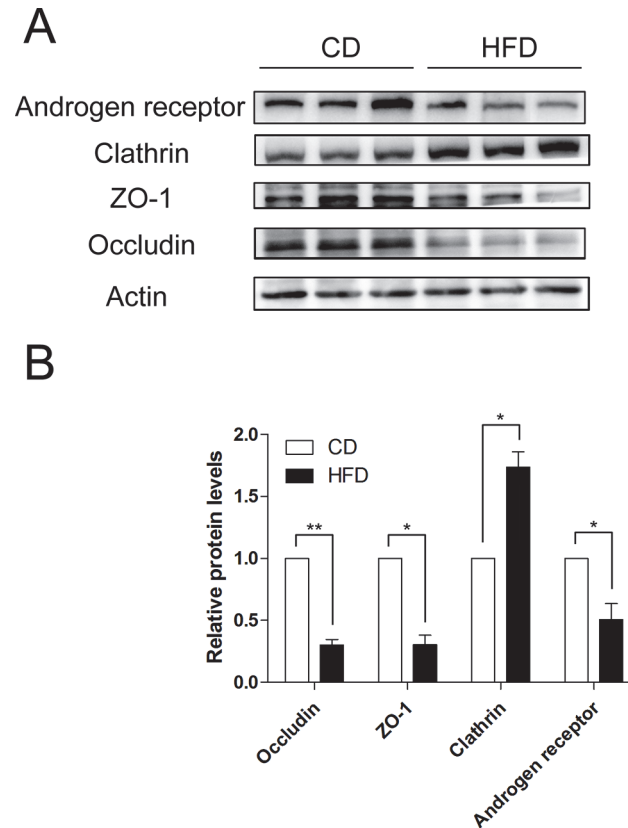 A
CD HFD
Androgen receptor
Clathrin
ZO-1
Occludin
Actin
B
Relative protein levels
2.0
1.5
1.0
0.5
0.0
CD
HFD
**
*
*
*
Occludin
ZO-1
Clathrin
Androgen receptor